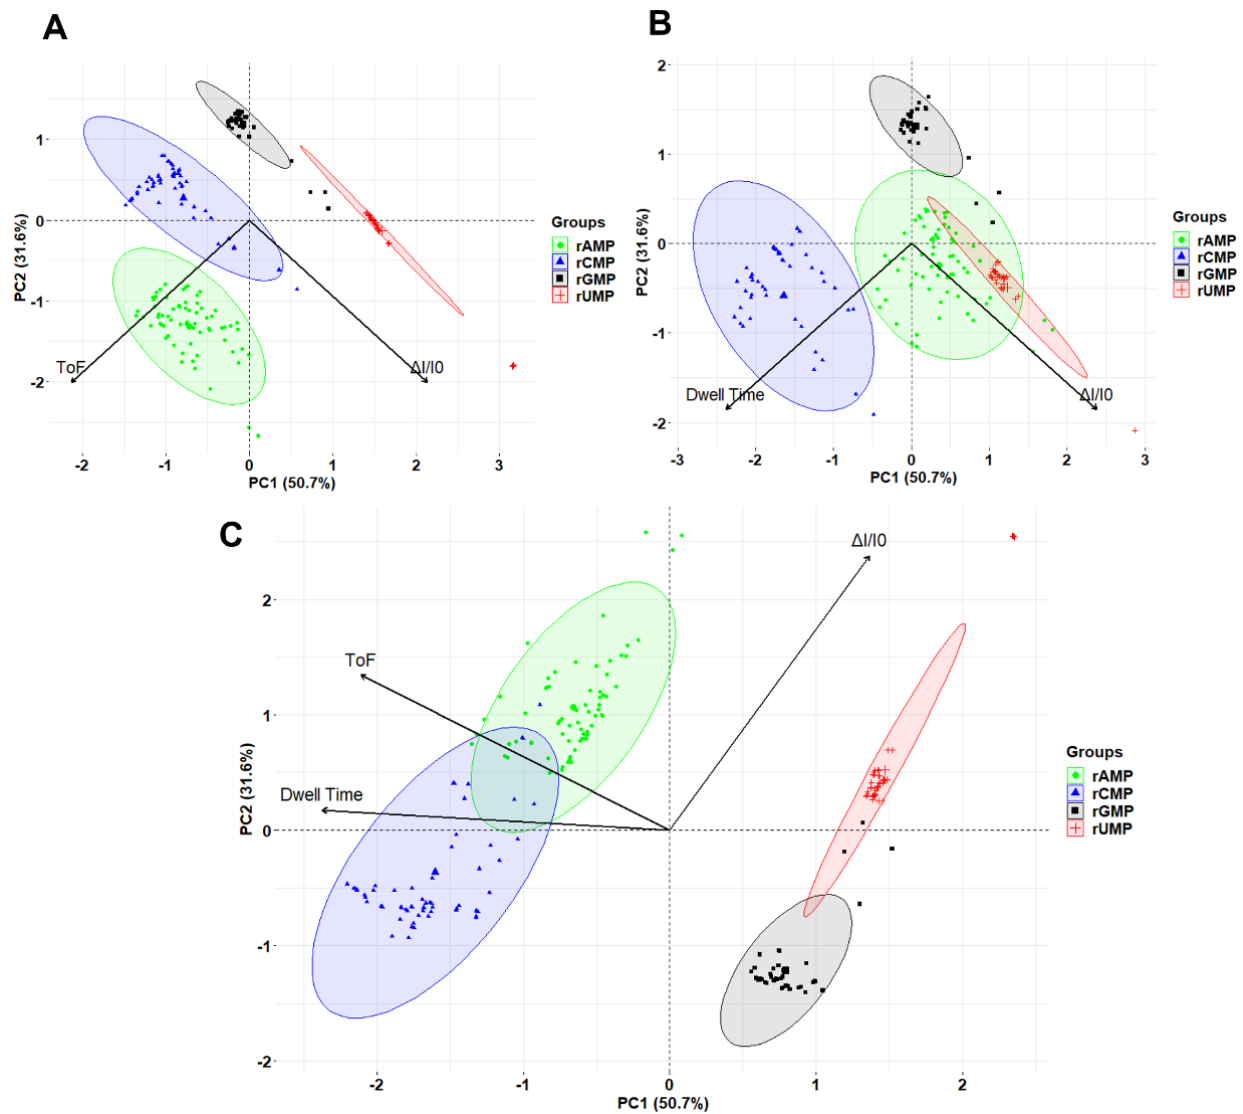 A
PC2 (31.6%)
1
0
-1
-2
-2
-1
0
1
2
3
PC1 (50.7%)
ToF
ΔI/I0
Groups
rAMP
rCMP
rGMP
rUMP
B
PC2 (31.6%)
2
1
0
-1
-2
-3
-2
-1
0
1
2
3
PC1 (50.7%)
Dwell Time
ΔI/I0
Groups
rAMP
rCMP
rGMP
rUMP
C
PC2 (31.6%)
2
1
0
-1
-2
-2
-1
0
1
2
PC1 (50.7%)
ΔI/I0
ToF
Dwell Time
Groups
rAMP
rCMP
rGMP
rUMP